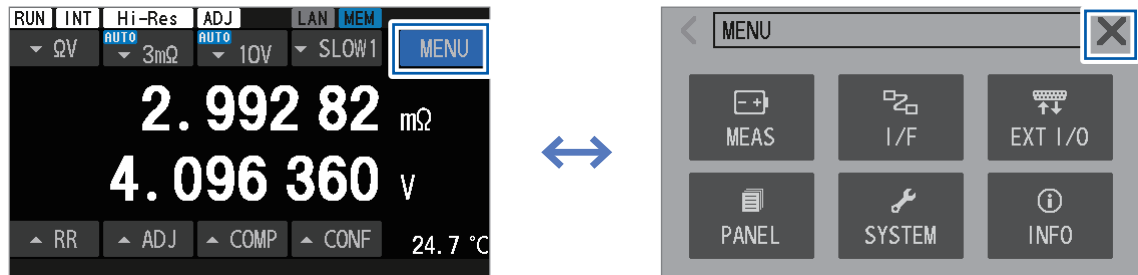 RUN INT Hi-Res ADJ LAN MEM
ΩV AUTO 3mΩ AUTO 10V SLOW1 MENU
2.992 82 mΩ
4.096 360 V
RR ADJ COMP CONF 24.7 °C
MENU
MEAS I/F EXT I/O
PANEL SYSTEM INFO